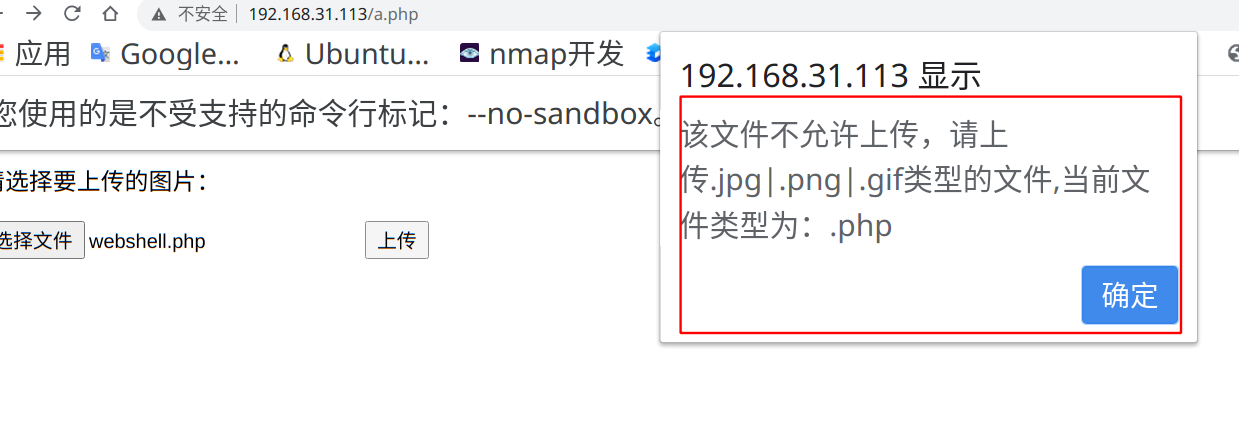 不安全 192.168.31.113/a.php
应用 Google... Ubuntu... nmap开发
您使用的是不受支持的命令行标记：--no-sandbox。
192.168.31.113 显示
该文件不允许上传，请上
传.jpg|.png|.gif类型的文件,当前文
件类型为：.php
确定
请选择要上传的图片：
选择文件 webshell.php 上传